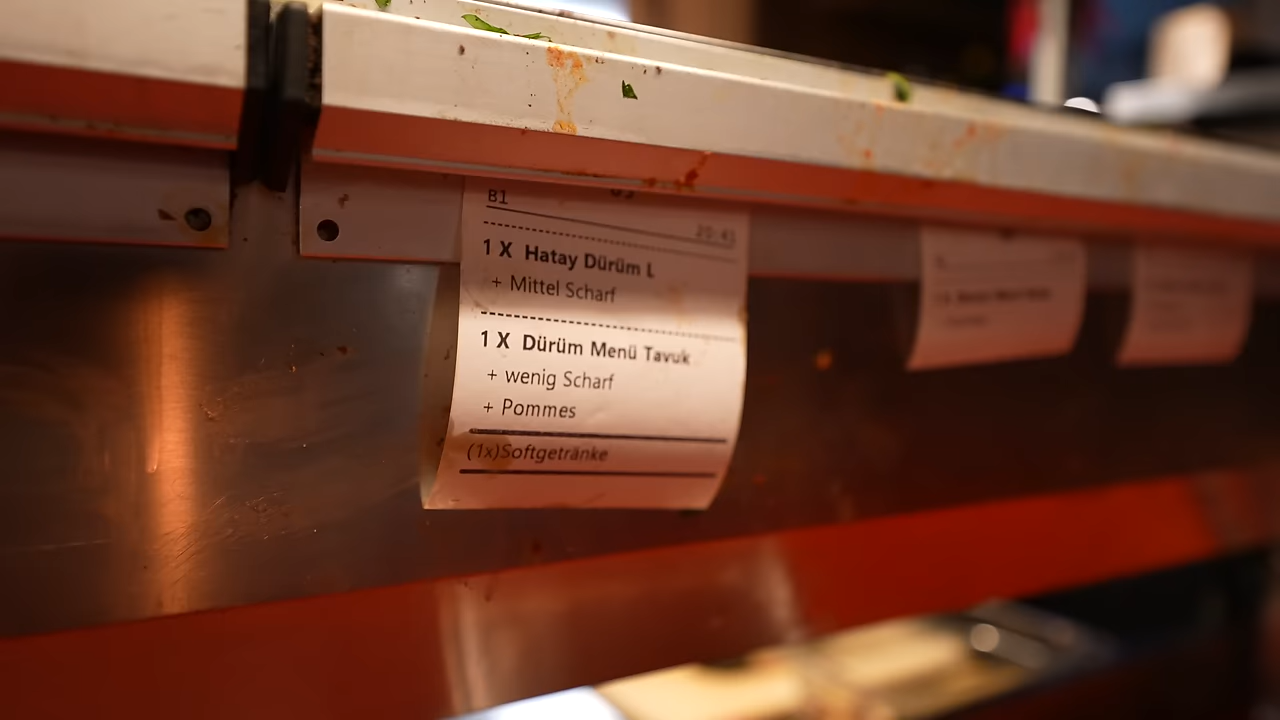 B1
20:43
1 X Hatay Dürüm L
+ Mittel Scharf
1 X Dürüm Menü Tavuk
+ wenig Scharf
+ Pommes
(1x)Softgetränke